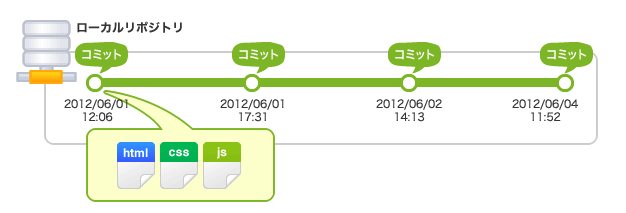 ローカルリポジトリ
コミット
コミット
コミット
コミット
2012/06/01
12:06
2012/06/01
17:31
2012/06/02
14:13
2012/06/04
11:52
html
css
js